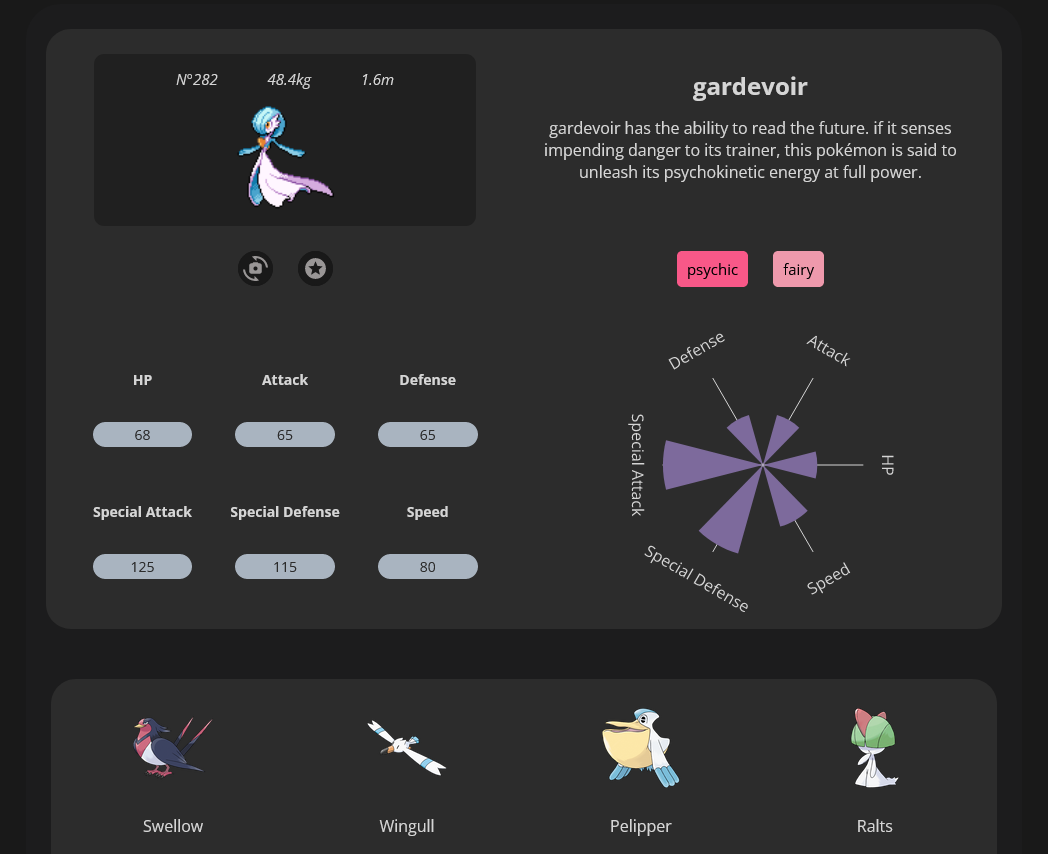 N°282 48.4kg 1.6m
gardevoir
gardevoir has the ability to read the future. if it senses
impending danger to its trainer, this pokémon is said to
unleash its psychokinetic energy at full power.
psychic fairy
HP Attack Defense
68 65 65
Special Attack Special Defense Speed
125 115 80
Defense
Attack
Special Attack
HP
Special Defense
Speed
Swellow Wingull Pelipper Ralts